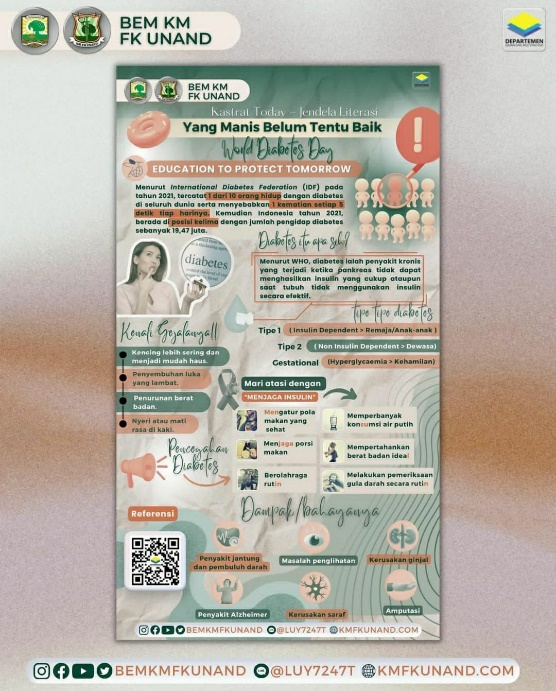 BEM KM
FK UNAND
DEPARTEMEN
BEM KM
FK UNAND
Kastrat Today - Jendela Literasi
Yang Manis Belum Tentu Baik
World Diabetes Day
EDUCATION TO PROTECT TOMORROW
Menurut International Diabetes Federation (IDF) pada
tahun 2021, tercatat 1 dari 10 orang hidup dengan diabetes
di seluruh dunia serta menyebabkan 1 kematian setiap 5
detik tiap harinya. Kemudian Indonesia tahun 2021,
berada di posisi kelima dengan jumlah pengidap diabetes
sebanyak 19,47 juta.
diabetes
Diabetes itu apa seh?
Menurut WHO, diabetes ialah penyakit kronis
yang terjadi ketika pankreas tidak dapat
menghasilkan insulin yang cukup ataupun
saat tubuh tidak menggunakan insulin
secara efektif.
tipe tipe diabetes
Tipe 1 ( Insulin Dependent > Remaja/Anak-anak )
Tipe 2 ( Non Insulin Dependent > Dewasa)
Gestational (Hyperglycaemia > Kehamilan)
Kenali Gejalanya!!
Kencing lebih sering dan
menjadi mudah haus.
Penyembuhan luka
yang lambat.
Penurunan berat
badan.
Nyeri atau mati
rasa di kaki.
Pencegahan
Diabetes
Mari atasi dengan
"MENJAGA INSULIN"
Mengatur pola
makan yang
sehat
Memperbanyak
konsumsi air putih
Menjaga porsi
makan
Mempertahankan
berat badan ideal
Berolahraga
rutin
Melakukan pemeriksaan
gula darah secara rutin
Referensi
Dampak/bahayanya
Penyakit jantung
dan pembuluh darah
Masalah penglihatan
Kerusakan ginjal
Penyakit Alzheimer
Kerusakan saraf
Amputasi
BEMKMFKUNAND @LUY7247T KMFKUNAND.COM
BEMKMFKUNAND @LUY7247T KMFKUNAND.COM